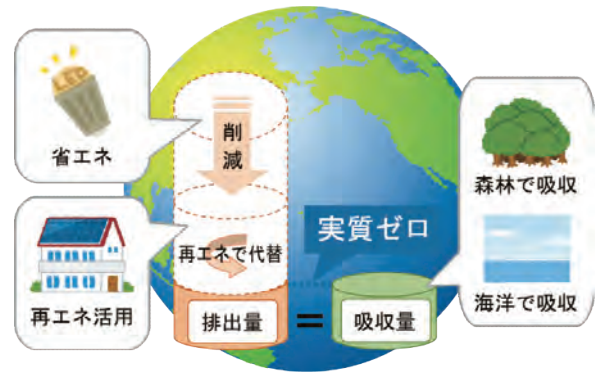 LED
省エネ
削
減
再エネで代替
再エネ活用
排出量
=
吸収量
実質ゼロ
森林で吸収
海洋で吸収